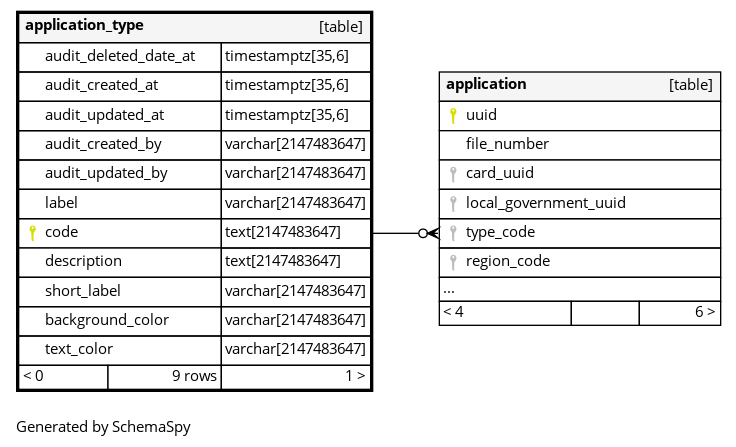 application_type [table]
audit_deleted_date_at timestamptz[35,6]
audit_created_at timestamptz[35,6]
audit_updated_at timestamptz[35,6]
audit_created_by varchar[2147483647]
audit_updated_by varchar[2147483647]
label varchar[2147483647]
code text[2147483647]
description text[2147483647]
short_label varchar[2147483647]
background_color varchar[2147483647]
text_color varchar[2147483647]
< 0 9 rows 1 >
application [table]
uuid
file_number
card_uuid
local_government_uuid
type_code
region_code
...
< 4 6 >
Generated by SchemaSpy